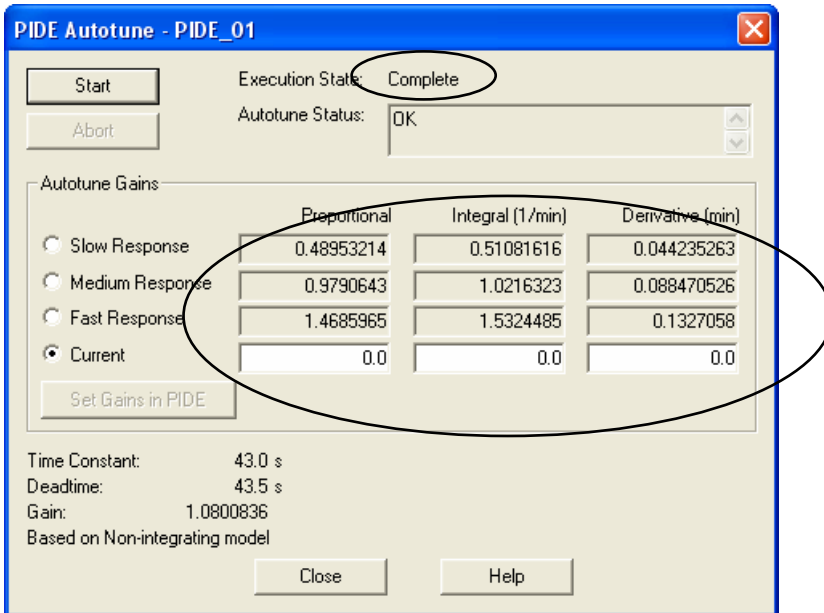 PIDE Autotune - PIDE_01
Start
Execution State: Complete
Abort
Autotune Status: OK
Autotune Gains
Proportional Integral (1/min) Derivative (min)
Slow Response 0.48953214 0.51081616 0.044235263
Medium Response 0.9790643 1.0216323 0.088470526
Fast Response 1.4685965 1.5324485 0.1327058
Current 0.0 0.0 0.0
Set Gains in PIDE
Time Constant: 43.0 s
Deadtime: 43.5 s
Gain: 1.0800836
Based on Non-integrating model
Close Help